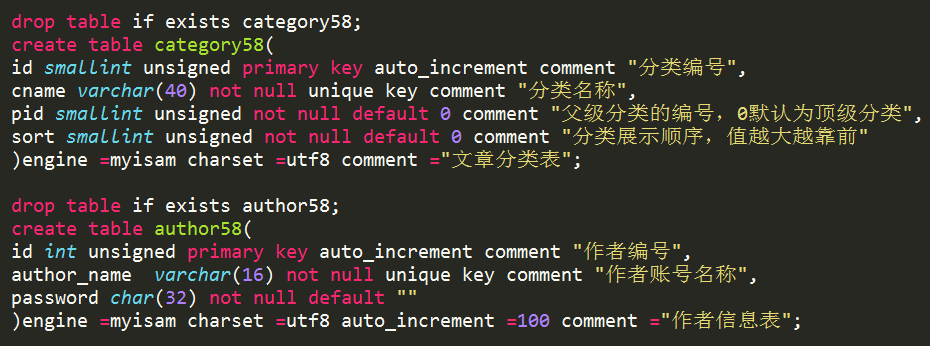 drop table if exists category58;
create table category58(
id smallint unsigned primary key auto_increment comment "分类编号",
cname varchar(40) not null unique key comment "分类名称",
pid smallint unsigned not null default 0 comment "父级分类的编号，0默认为顶级分类",
sort smallint unsigned not null default 0 comment "分类展示顺序，值越大越靠前"
)engine =myisam charset =utf8 comment ="文章分类表";
drop table if exists author58;
create table author58(
id int unsigned primary key auto_increment comment "作者编号",
author_name  varchar(16) not null unique key comment "作者账号名称",
password char(32) not null default ""
)engine =myisam charset =utf8 auto_increment =100 comment ="作者信息表";